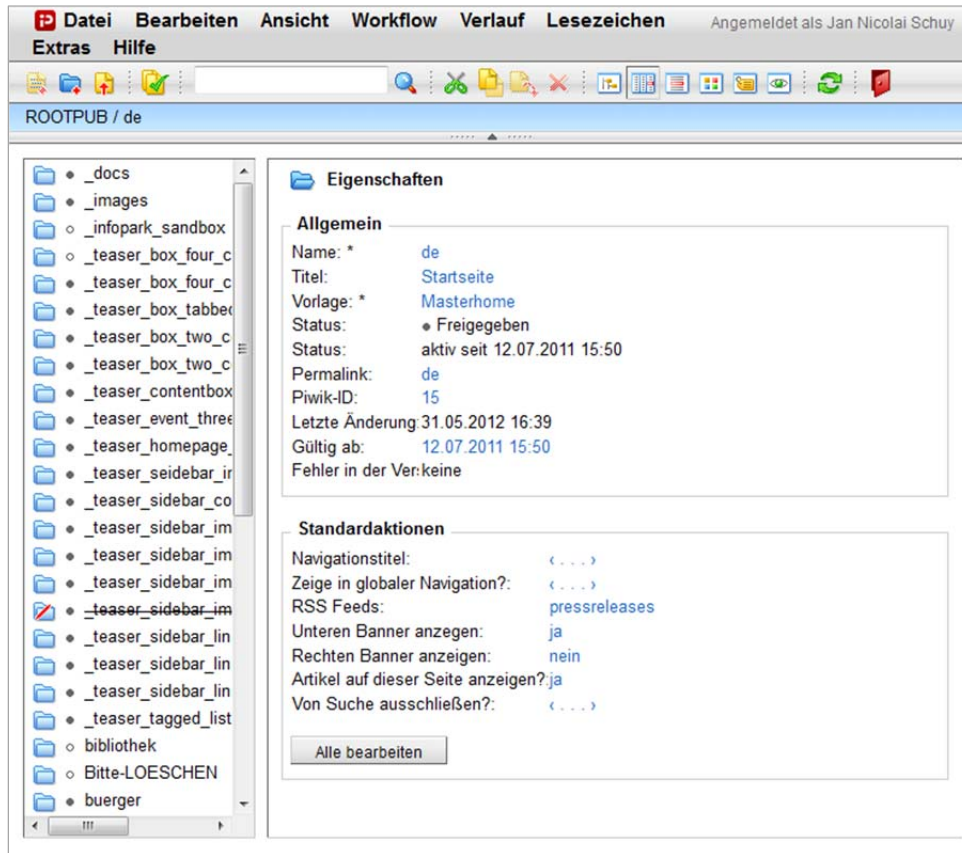 Datei Bearbeiten Ansicht Workflow Verlauf Lesezeichen Angemeldet als Jan Nicolai Schuy
Extras Hilfe
ROOTPUB / de
_docs
_images
_infopark_sandbox
_teaser_box_four_c
_teaser_box_four_c
_teaser_box_tabbed
_teaser_box_two_c
_teaser_box_two_c
_teaser_contentbox
_teaser_event_three
_teaser_homepage_
_teaser_seidebar_ir
_teaser_sidebar_co
_teaser_sidebar_im
_teaser_sidebar_im
_teaser_sidebar_im
_teaser_sidebar_im
_teaser_sidebar_lin
_teaser_sidebar_lin
_teaser_sidebar_lin
_teaser_tagged_list
bibliothek
Bitte-LOESCHEN
buerger
Eigenschaften
Allgemein
Name: * de
Titel: Startseite
Vorlage: * Masterhome
Status: Freigegeben
Status: aktiv seit 12.07.2011 15:50
Permalink: de
Piwik-ID: 15
Letzte Änderung: 31.05.2012 16:39
Gültig ab: 12.07.2011 15:50
Fehler in der Ver: keine
Standardaktionen
Navigationstitel: ‹ . . . ›
Zeige in globaler Navigation?: ‹ . . . ›
RSS Feeds: pressreleases
Unteren Banner anzegen: ja
Rechten Banner anzeigen: nein
Artikel auf dieser Seite anzeigen?: ja
Von Suche ausschließen?: ‹ . . . ›
Alle bearbeiten